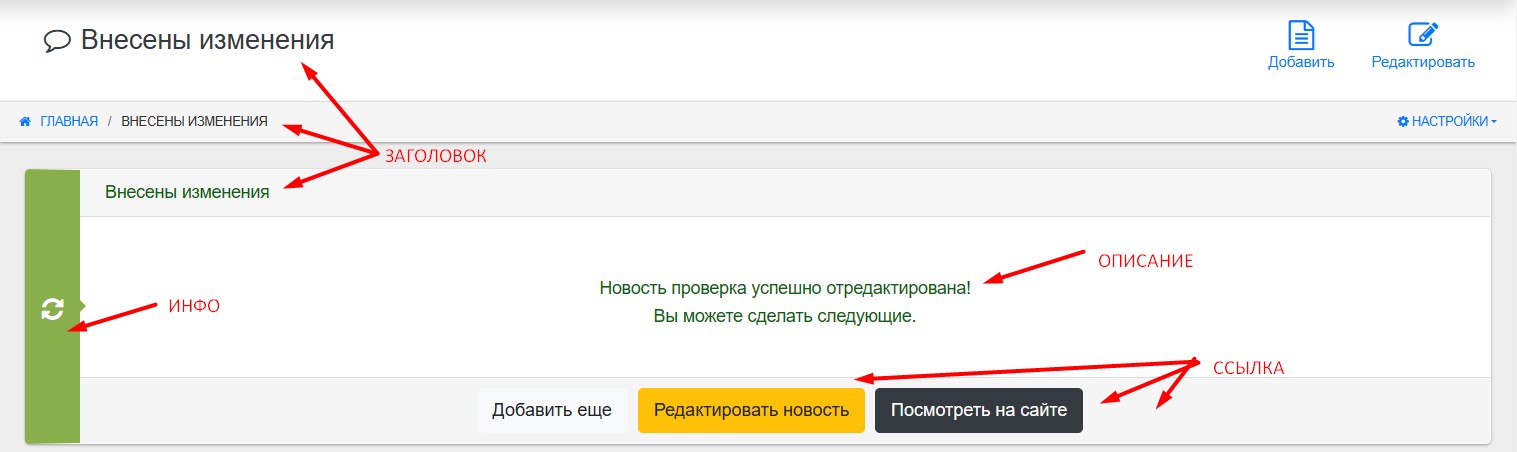 Внесены изменения
Добавить
Редактировать
ГЛАВНАЯ / ВНЕСЕНЫ ИЗМЕНЕНИЯ
НАСТРОЙКИ
ЗАГОЛОВОК
Внесены изменения
ОПИСАНИЕ
Новость проверка успешно отредактирована!
ИНФО
Вы можете сделать следующие.
ССЫЛКА
Добавить еще
Редактировать новость
Посмотреть на сайте